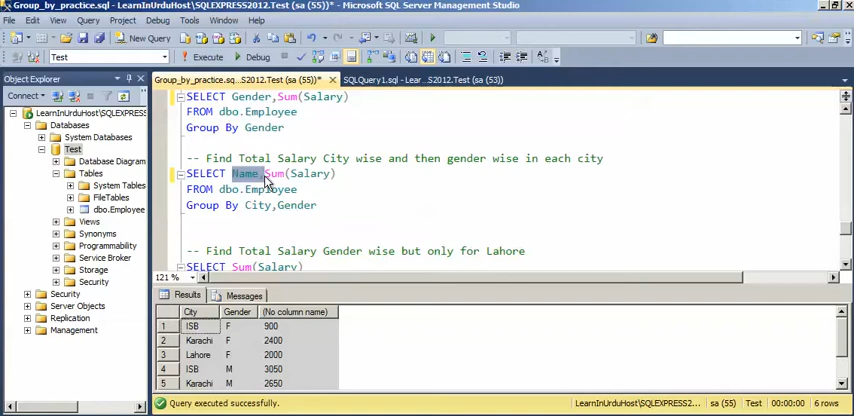 Group_by_practice.sql - LearnInUrduHost\SQLEXPRESS2012.Test (sa (55))* - Microsoft SQL Server Management Studio
File Edit View Query Project Debug Tools Window Help
New Query
Test Execute Debug
Object Explorer
Connect
LearnInUrduHost\SQLEXPRES
Databases
System Databases
Test
Database Diagram
Tables
System Tables
FileTables
dbo.Employee
Views
Synonyms
Programmability
Service Broker
Storage
Security
Security
Server Objects
Replication
Management
Group_by_practice.sq...S2012.Test (sa (55))* SQLQuery1.sql - Lear...S2012.Test (sa (53))
SELECT Gender,Sum(Salary)
FROM dbo.Employee
Group By Gender
-- Find Total Salary City wise and then gender wise in each city
SELECT Name,Sum(Salary)
FROM dbo.Employee
Group By City,Gender
-- Find Total Salary Gender wise but only for Lahore
SELECT Sum(Salary)
121 %
Results Messages
City Gender (No column name)
1 ISB F 900
2 Karachi F 2400
3 Lahore F 2000
4 ISB M 3050
5 Karachi M 2650
Query executed successfully. LearnInUrduHost\SQLEXPRESS2... sa (55) Test 00:00:00 6 rows